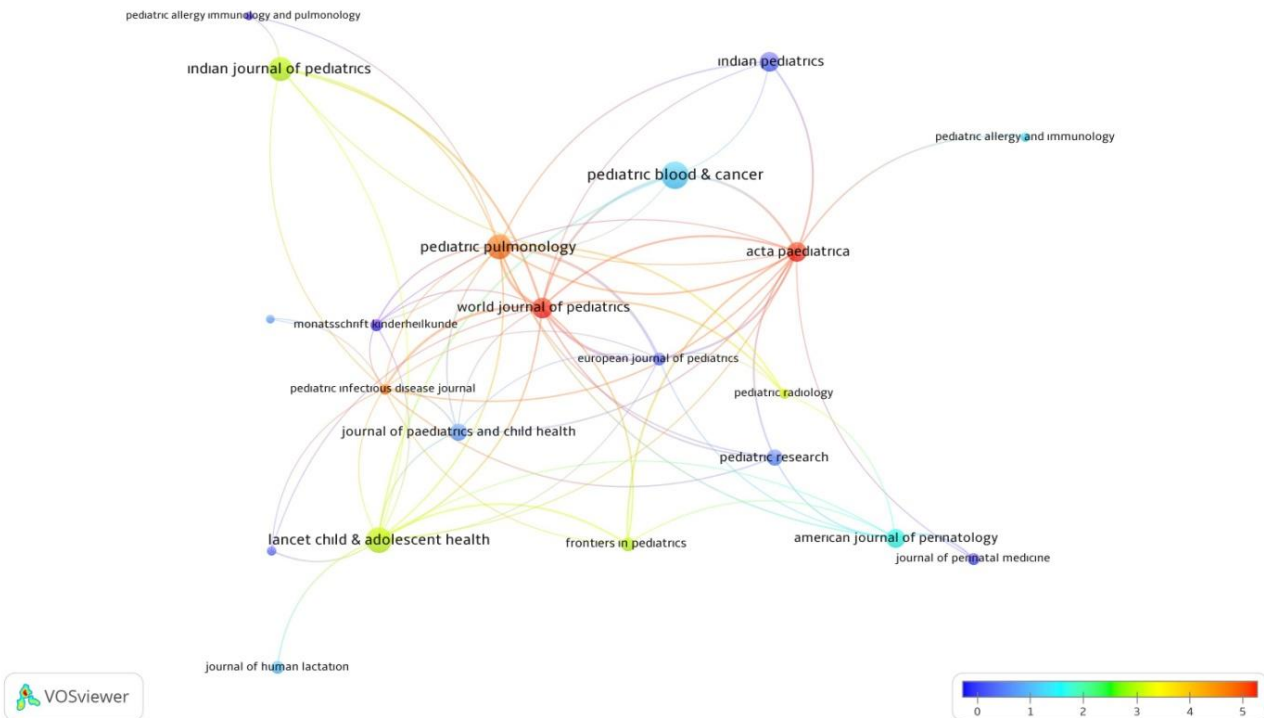 pediatric allergy immunology and pulmonology
indian journal of pediatrics
indian pediatrics
pediatric allergy and immunology
pediatric blood & cancer
pediatric pulmonology
acta paediatrica
world journal of pediatrics
monatsschrift kinderheilkunde
european journal of pediatrics
pediatric infectious disease journal
pediatric radiology
journal of paediatrics and child health
pediatric research
lancet child & adolescent health
frontiers in pediatrics
american journal of perinatology
journal of perinatal medicine
journal of human lactation
VOSviewer
0 1 2 3 4 5